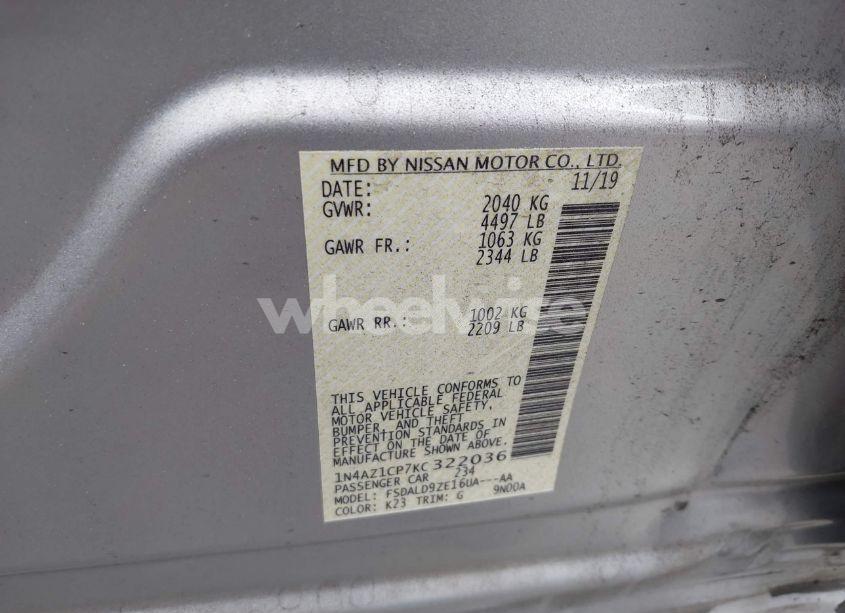 MFD BY NISSAN MOTOR CO., LTD.
DATE: 11/19
GVWR: 2040 KG
4497 LB
GAWR FR.: 1063 KG
2344 LB
GAWR RR.: 1002 KG
2209 LB
THIS VEHICLE CONFORMS TO
ALL APPLICABLE FEDERAL
MOTOR VEHICLE SAFETY,
BUMPER, AND THEFT
PREVENTION STANDARDS IN
EFFECT ON THE DATE OF
MANUFACTURE SHOWN ABOVE.
1N4AZ1CP7KC322036
PASSENGER CAR 234
MODEL: FSDALD9ZE16UA---AA
COLOR: K23 TRIM: G 9N00A
wheelwise